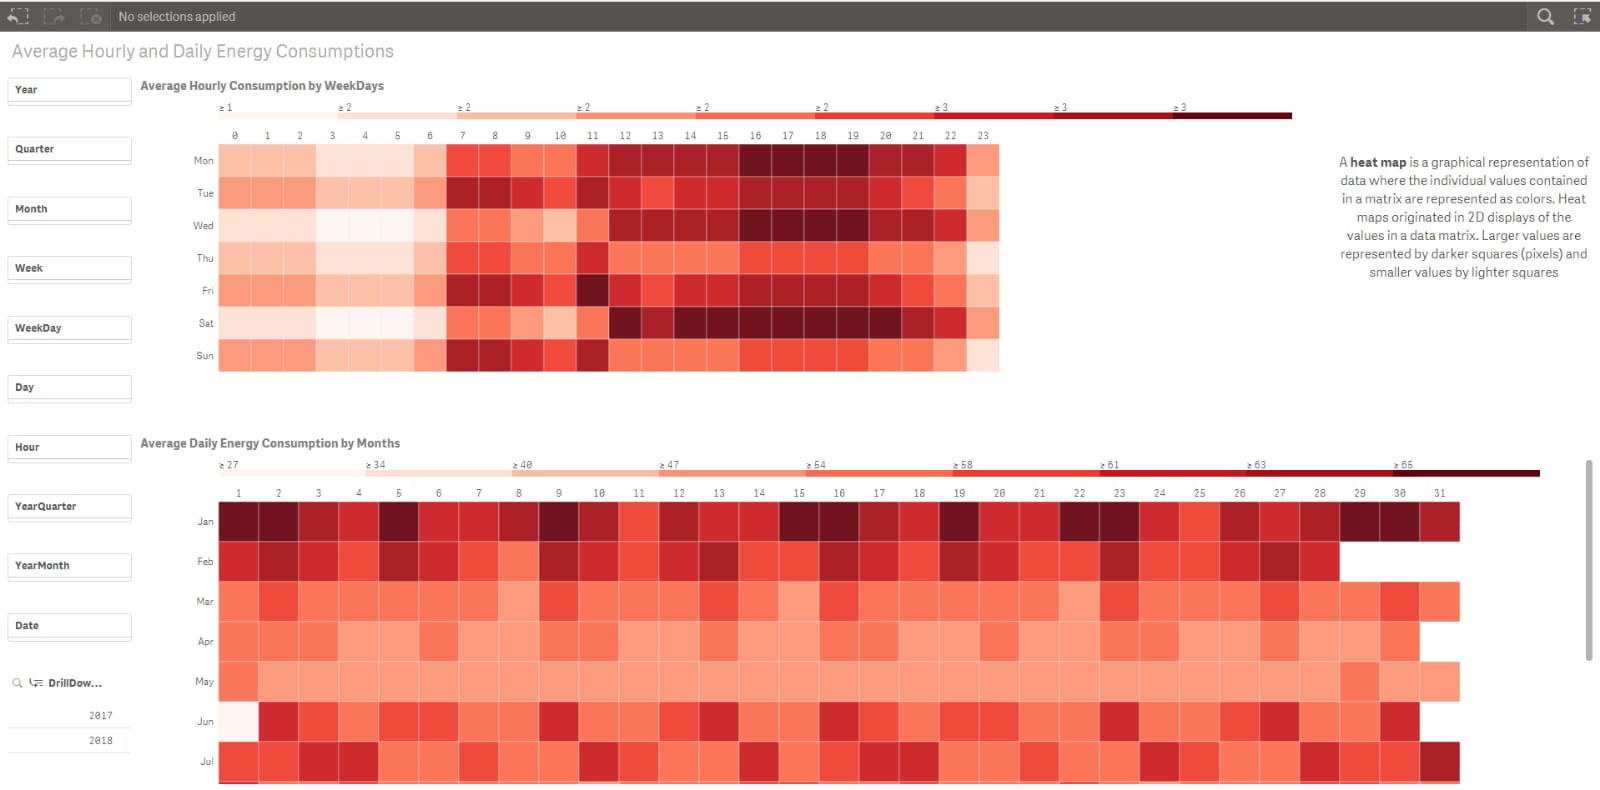 No selections applied
Average Hourly and Daily Energy Consumptions
Year
Quarter
Month
Week
WeekDay
Day
Hour
YearQuarter
YearMonth
Date
DrillDow...
2017
2018
Average Hourly Consumption by WeekDays
≥ 1 ≥ 2 ≥ 2 ≥ 2 ≥ 2 ≥ 2 ≥ 3 ≥ 3 ≥ 3
0 1 2 3 4 5 6 7 8 9 10 11 12 13 14 15 16 17 18 19 20 21 22 23
Mon
Tue
Wed
Thu
Fri
Sat
Sun
A heat map is a graphical representation of
data where the individual values contained
in a matrix are represented as colors. Heat
maps originated in 2D displays of the
values in a data matrix. Larger values are
represented by darker squares (pixels) and
smaller values by lighter squares
Average Daily Energy Consumption by Months
≥ 27 ≥ 34 ≥ 40 ≥ 47 ≥ 54 ≥ 58 ≥ 61 ≥ 63 ≥ 65
1 2 3 4 5 6 7 8 9 10 11 12 13 14 15 16 17 18 19 20 21 22 23 24 25 26 27 28 29 30 31
Jan
Feb
Mar
Apr
May
Jun
Jul